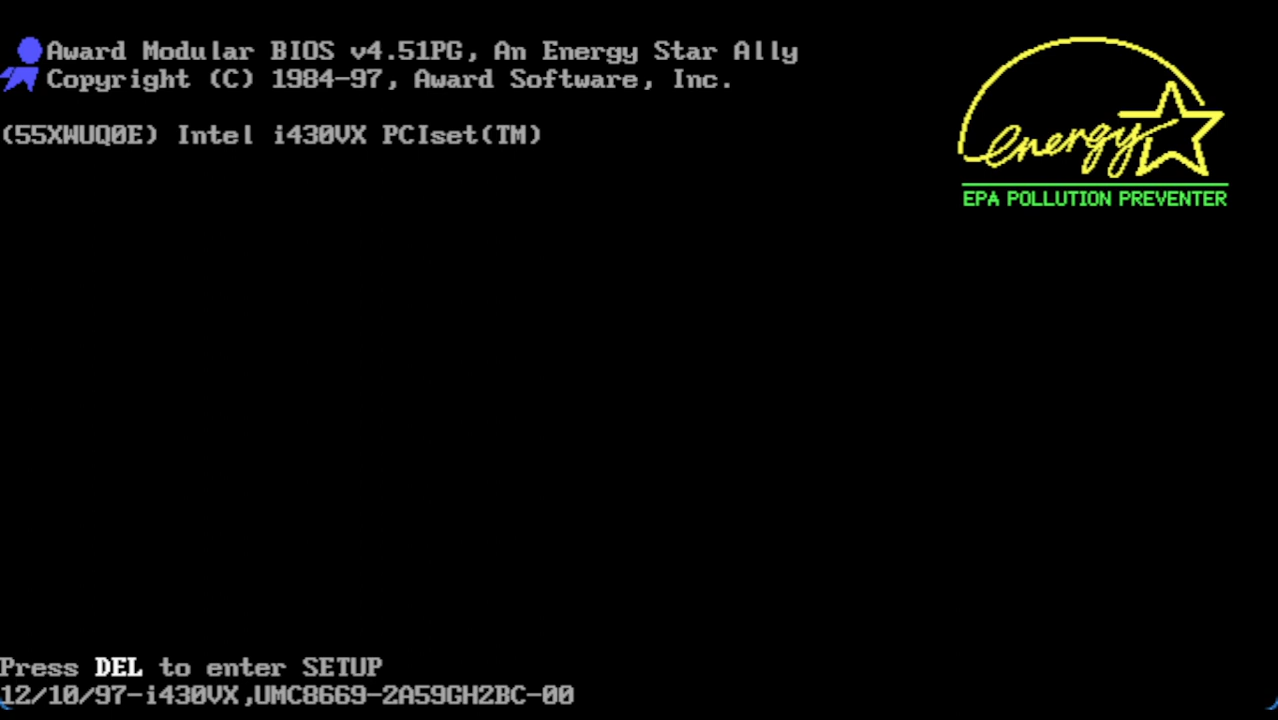 Award Modular BIOS v4.51PG, An Energy Star Ally
Copyright (C) 1984-97, Award Software, Inc.
(55XWUQ0E) Intel i430VX PCIset(TM)
energy
EPA POLLUTION PREVENTER
Press DEL to enter SETUP
12/10/97-i430VX,UMC8669-2A59GH2BC-00